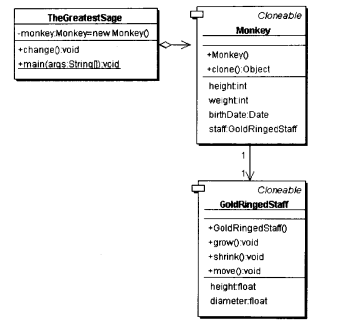 TheGreatestSage
-monkey:Monkey=new Monkey()
+change():void
+main(args:String[]):void
Cloneable
Monkey
+Monkey()
+clone():Object
height:int
weight:int
birthDate:Date
staff:GoldRingedStaff
1
1
Cloneable
GoldRingedStaff
+GoldRingedStaff()
+grow():void
+shrink():void
+move():void
height:float
diameter:float